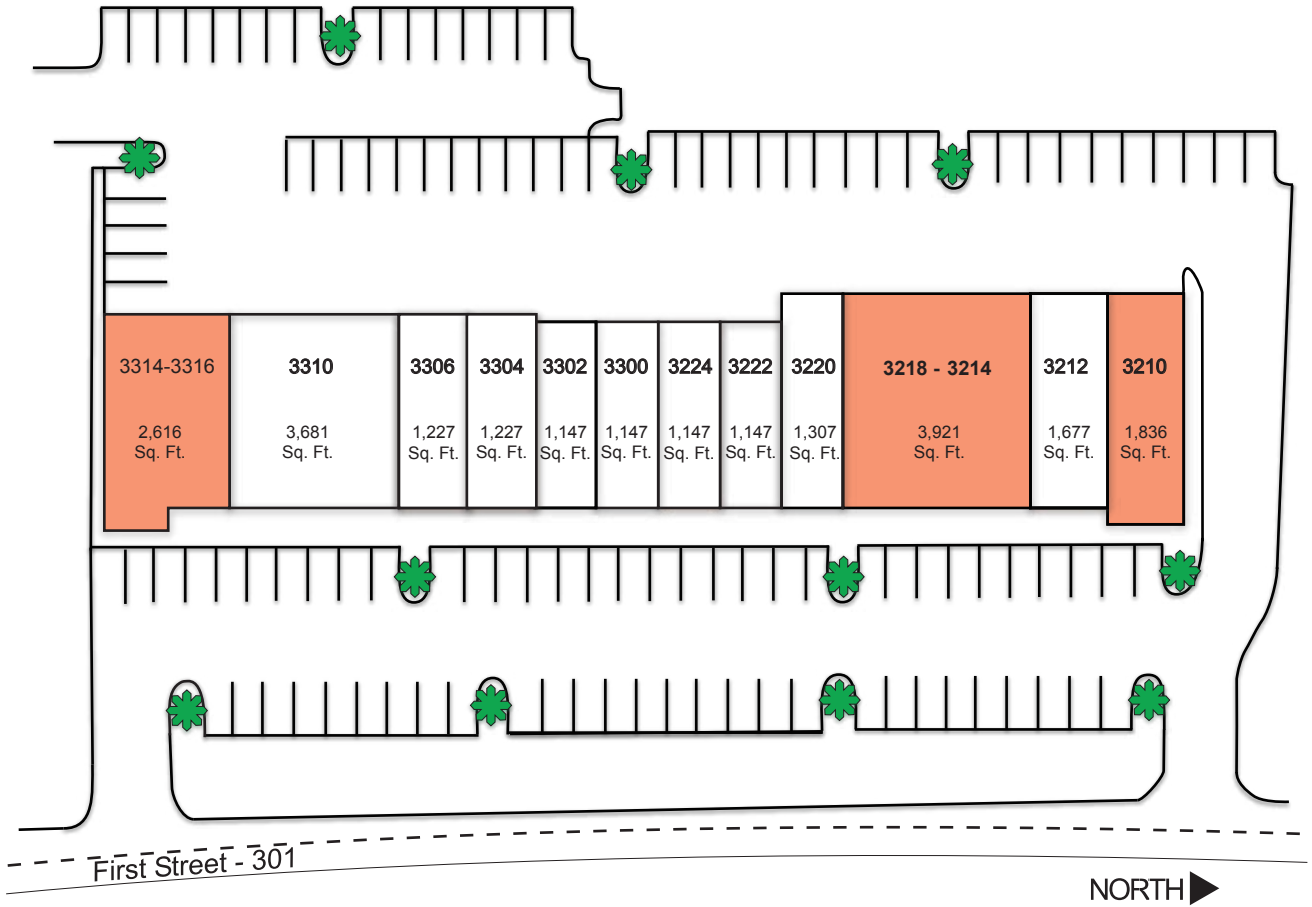 3314-3316
2,616
Sq. Ft.
3310
3,681
Sq. Ft.
3306
1,227
Sq. Ft.
3304
1,227
Sq. Ft.
3302
1,147
Sq. Ft.
3300
1,147
Sq. Ft.
3224
1,147
Sq. Ft.
3222
1,147
Sq. Ft.
3220
1,307
Sq. Ft.
3218 - 3214
3,921
Sq. Ft.
3212
1,677
Sq. Ft.
3210
1,836
Sq. Ft.
First Street - 301
NORTH